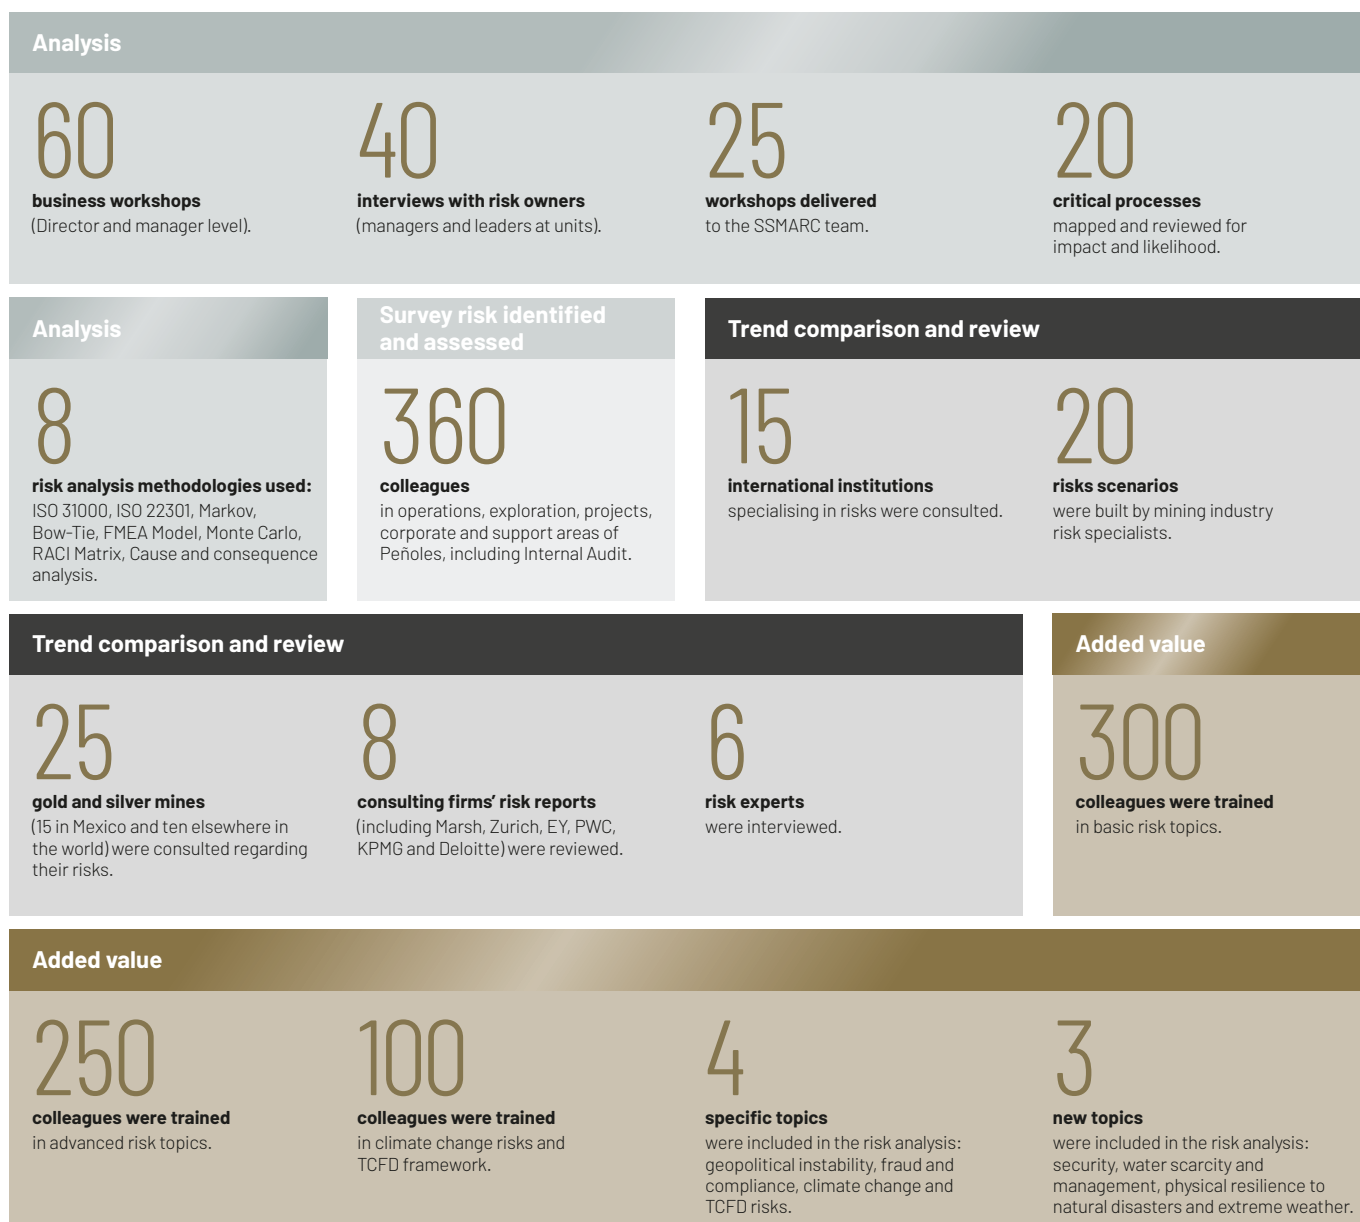 Analysis
60
business workshops
(Director and manager level).
40
interviews with risk owners
(managers and leaders at units).
25
workshops delivered
to the SSMARC team.
20
critical processes
mapped and reviewed for
impact and likelihood.
Analysis
8
risk analysis methodologies used:
ISO 31000, ISO 22301, Markov,
Bow-Tie, FMEA Model, Monte Carlo,
RACI Matrix, Cause and consequence
analysis.
Survey risk identified
and assessed
360
colleagues
in operations, exploration, projects,
corporate and support areas of
Peñoles, including Internal Audit.
Trend comparison and review
15
international institutions
specialising in risks were consulted.
20
risks scenarios
were built by mining industry
risk specialists.
Trend comparison and review
25
gold and silver mines
(15 in Mexico and ten elsewhere in
the world) were consulted regarding
their risks.
8
consulting firms’ risk reports
(including Marsh, Zurich, EY, PWC,
KPMG and Deloitte) were reviewed.
6
risk experts
were interviewed.
Added value
300
colleagues were trained
in basic risk topics.
Added value
250
colleagues were trained
in advanced risk topics.
100
colleagues were trained
in climate change risks and
TCFD framework.
4
specific topics
were included in the risk analysis:
geopolitical instability, fraud and
compliance, climate change and
TCFD risks.
3
new topics
were included in the risk analysis:
security, water scarcity and
management, physical resilience to
natural disasters and extreme weather.